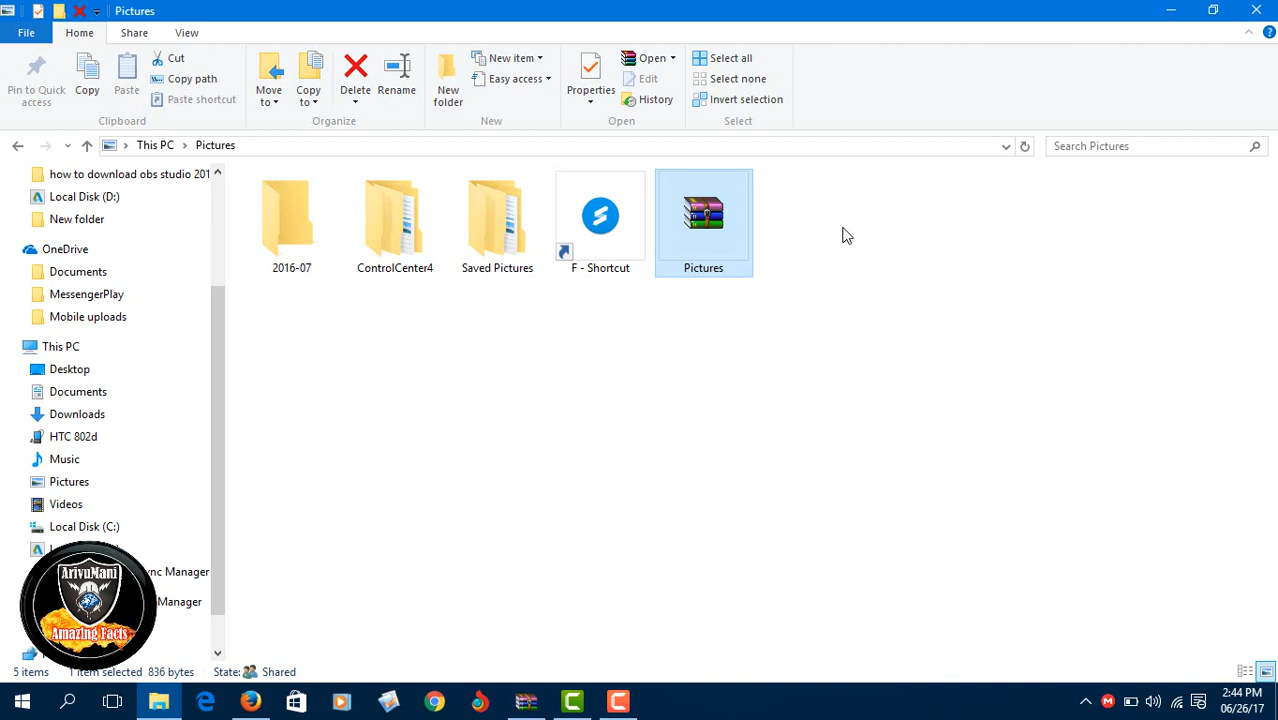 Pictures
File Home Share View
Pin to Quick access
Copy
Paste
Cut
Copy path
Paste shortcut
Clipboard
Move to
Copy to
Delete
Rename
Organize
New folder
New item
Easy access
New
Properties
Open
Edit
History
Open
Select all
Select none
Invert selection
Select
This PC Pictures
Search Pictures
how to download obs studio 201
Local Disk (D:)
New folder
OneDrive
Documents
MessengerPlay
Mobile uploads
This PC
Desktop
Documents
Downloads
HTC 802d
Music
Pictures
Videos
Local Disk (C:)
ync Manager
Manager
2016-07
ControlCenter4
Saved Pictures
F - Shortcut
Pictures
ArivuMani
Amazing Facts
5 items 1 item selected 836 bytes State: Shared
2:44 PM
06/26/17